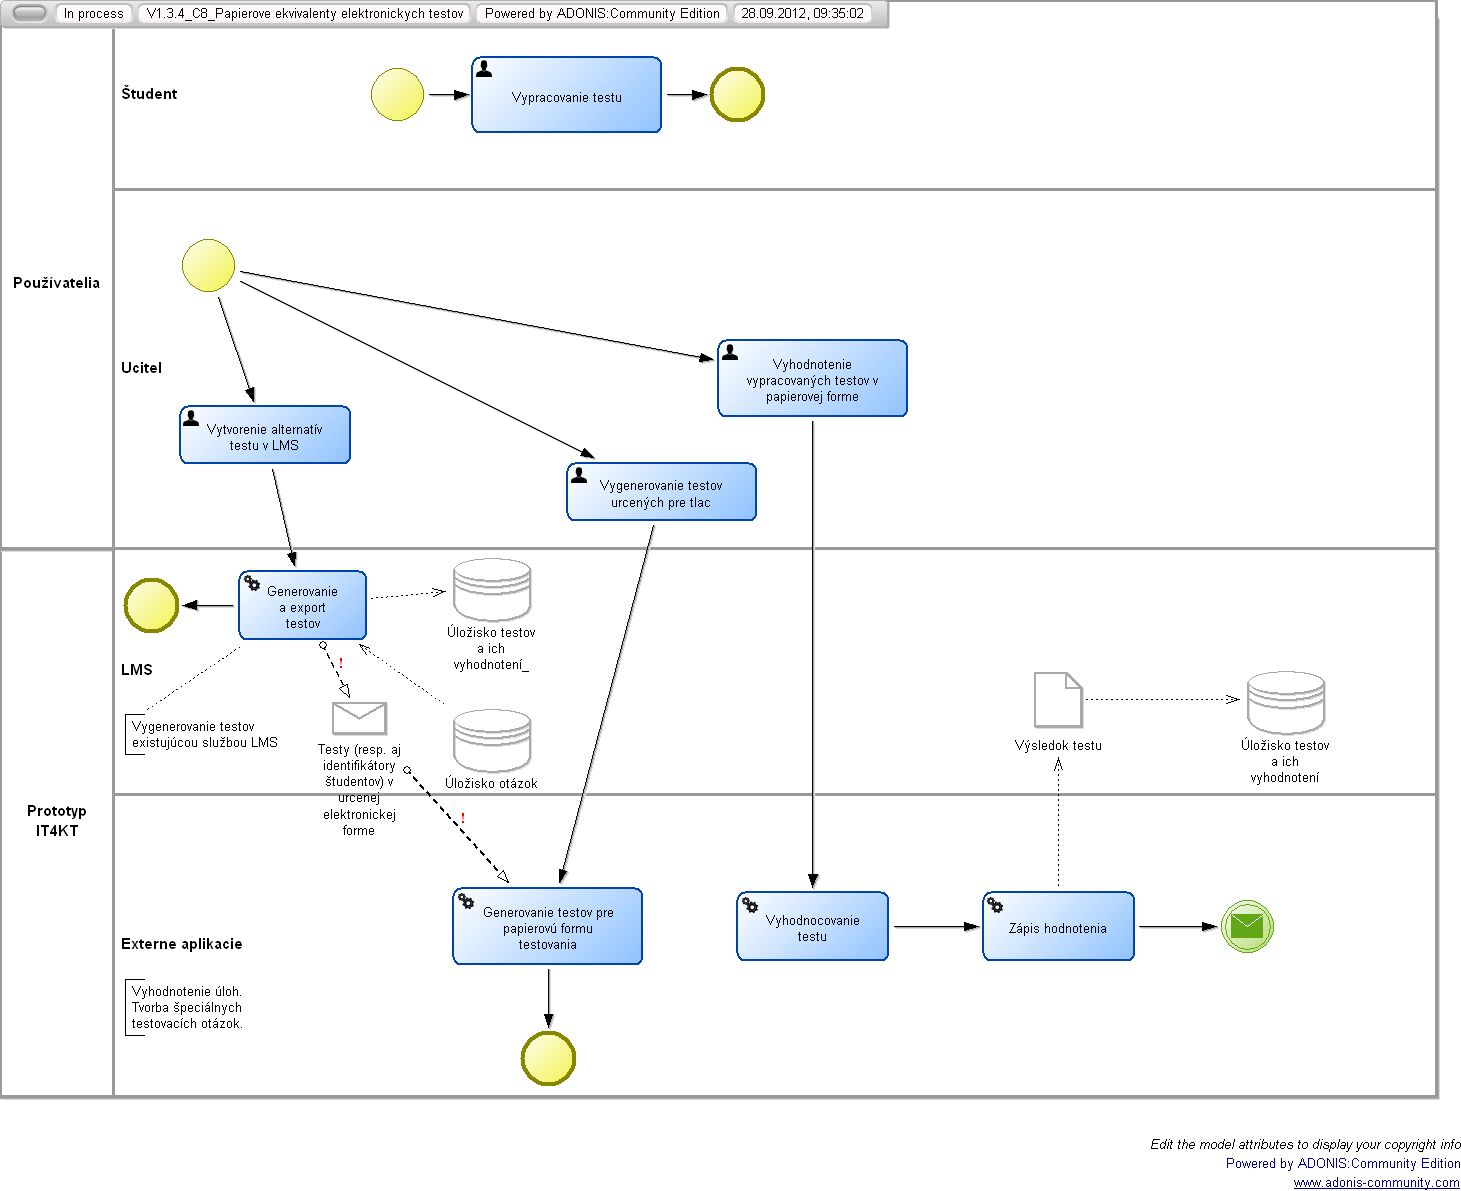 In process
V1.3.4_C8_Papierove ekvivalenty elektronickych testov
Powered by ADONIS:Community Edition
28.09.2012, 09:35:02
Študent
Vypracovanie testu
Používatelia
Ucitel
Vyhodnotenie
vypracovaných testov v
papierovej forme
Vytvorenie alternatív
testu v LMS
Vygenerovanie testov
urcených pre tlac
Generovanie
a export
testov
Úložisko testov
a ich
vyhodnotení_
LMS
!
Vygenerovanie testov
existujúcou službou LMS
Testy (resp. aj
identifikátory
študentov) v
urcenej
elektronickej
forme
Úložisko otázok
Výsledok testu
Úložisko testov
a ich
vyhodnotení
Prototyp
IT4KT
!
Generovanie testov pre
papierovú formu
testovania
Vyhodnocovanie
testu
Zápis hodnotenia
Externe aplikacie
Vyhodnotenie úloh.
Tvorba špeciálnych
testovacích otázok.
Edit the model attributes to display your copyright info
Powered by ADONIS:Community Edition
www.adonis-community.com